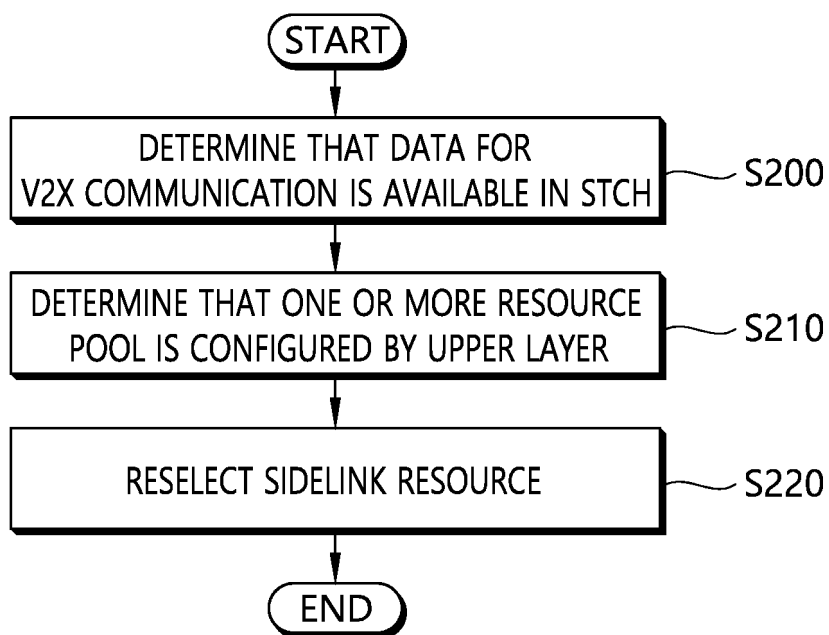 START
DETERMINE THAT DATA FOR
V2X COMMUNICATION IS AVAILABLE IN STCH
S200
DETERMINE THAT ONE OR MORE RESOURCE
POOL IS CONFIGURED BY UPPER LAYER
S210
RESELECT SIDELINK RESOURCE
S220
END